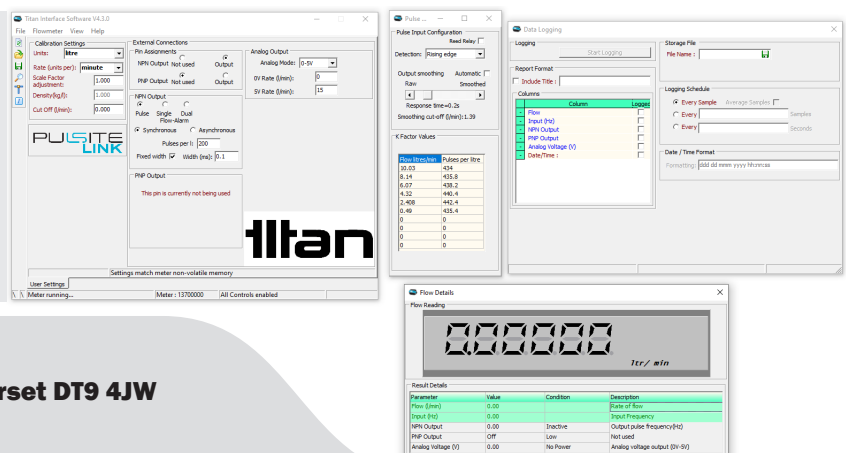 Titan Interface Software V4.1.0
File Flowmeter View Help
Calibration Settings
Units: litre
Rate (units per): minute
Scale Factor adjustment: 1.000
Density(kg/l): 1.000
Cut Off (l/min): 0.000
PULSITE
LINK
External Connections
Pin Assignments
NPN Output Not used Output
PNP Output Not used Output
NPN Output
Pulse Single Dual
Flow-Alarm
Synchronous Asynchronous
Pulses per l: 200
Fixed width Width (ms): 0.1
PNP Output
This pin is currently not being used
Analog Output
Analog Mode: 0-5V
0V Rate (l/min): 0
5V Rate (l/min): 15
titan
Settings match meter non-volatile memory
User Settings
Meter running... Meter : 13700000 All Controls enabled
Pulse ...
Pulse Input Configuration
Reed Relay
Detection: Rising edge
Output smoothing Automatic
Raw Smoothed
Response time=0.2s
Smoothing cut-off (l/min):1.39
K Factor Values
Flow litres/min Pulses per litre
10.03 434
8.14 435.8
6.07 438.2
4.32 440.4
2.408 442.4
0.49 435.4
0 0
0 0
0 0
0 0
Data Logging
Logging
Start Logging
Report Format
Include Title :
Columns
Column Logged
- Flow
- Input (Hz)
- NPN Output
- PNP Output
- Analog Voltage (V)
- Date/Time :
Storage File
File Name :
Logging Schedule
Every Sample Average Samples
Every Samples
Every Seconds
Date / Time Format
Formatting: ddd dd mmm yyyy hh:nn:ss
Flow Details
Flow Reading
0.00000
ltr/ min
Result Details
Parameter Value Condition Description
Flow (l/min) 0.00 Rate of flow
Input (Hz) 0.00 Input Frequency
NPN Output 0.00 Inactive Output pulse frequency(Hz)
PNP Output Off Low Not used
Analog Voltage (V) 0.00 No Power Analog voltage output (0V-5V)
rset DT9 4JW